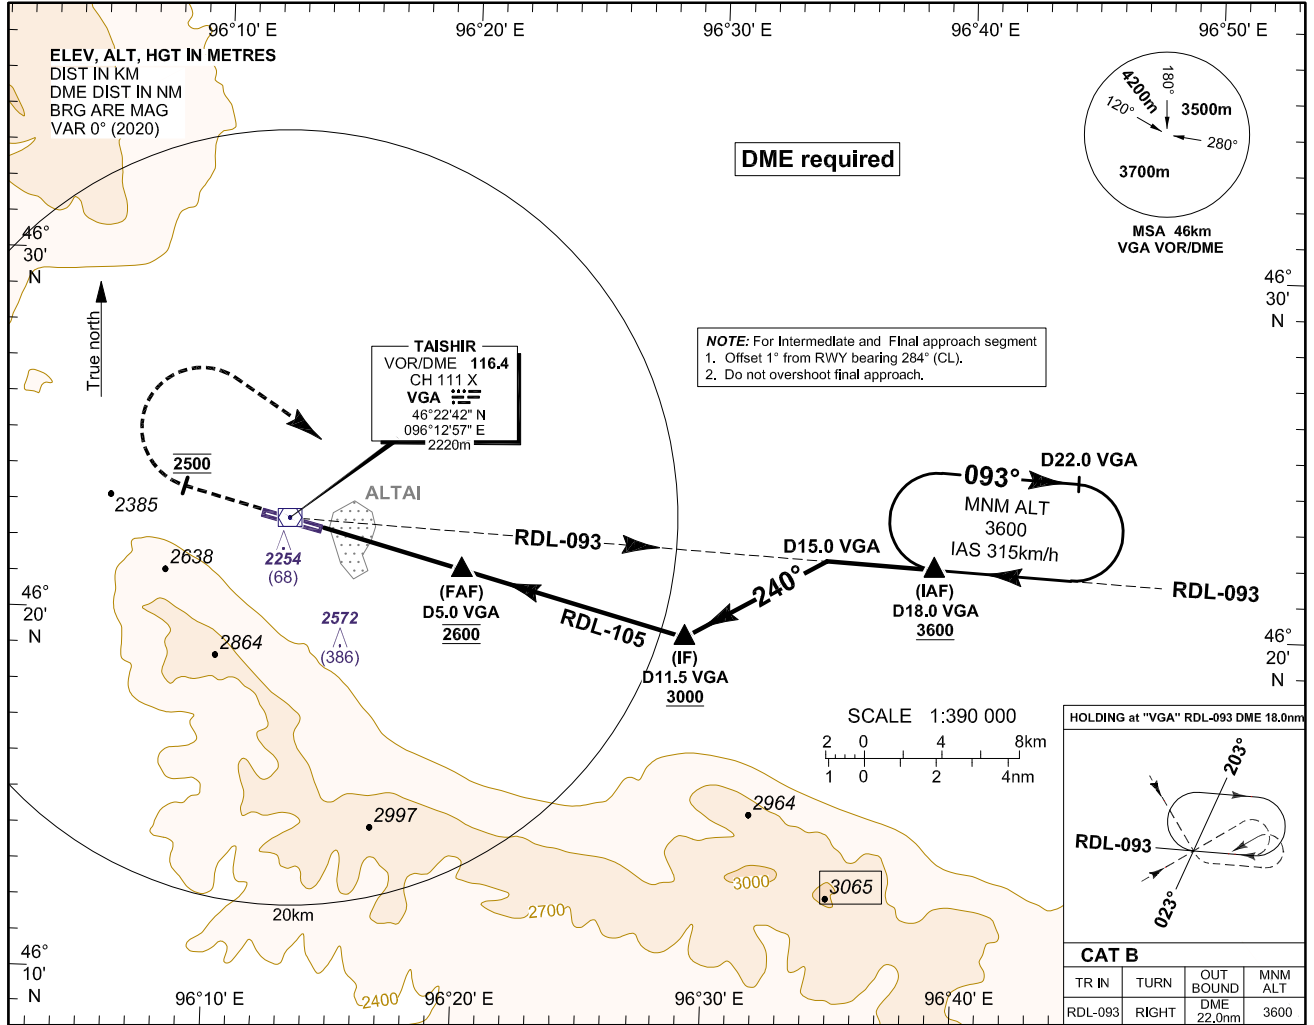 96°10' E
96°20' E
96°30' E
96°40' E
96°50' E
ELEV, ALT, HGT IN METRES
DIST IN KM
DME DIST IN NM
BRG ARE MAG
VAR 0° (2020)
DME required
4200m
180°
3500m
120°
280°
3700m
MSA 46km
VGA VOR/DME
46°
30'
N
46°
30'
N
True north
NOTE: For Intermediate and Final approach segment
1. Offset 1° from RWY bearing 284° (CL).
2. Do not overshoot final approach.
TAISHIR
VOR/DME 116.4
CH 111 X
VGA
46°22'42" N
096°12'57" E
2220m
2500
2385
ALTAI
093°
D22.0 VGA
MNM ALT
3600
IAS 315km/h
RDL-093
D15.0 VGA
2638
2254
(68)
(FAF)
D5.0 VGA
2600
240°
(IAF)
D18.0 VGA
3600
RDL-093
46°
20'
N
2572
(386)
RDL-105
2864
(IF)
D11.5 VGA
3000
46°
20'
N
SCALE 1:390 000
2 0 4 8km
1 0 2 4nm
HOLDING at "VGA" RDL-093 DME 18.0nm
203°
RDL-093
023°
2997
2964
3000
3065
2700
20km
2400
46°
10'
N
96°10' E
96°20' E
96°30' E
96°40' E
CAT B
TR IN TURN OUT BOUND MNM ALT
RDL-093 RIGHT DME 22,0nm 3600